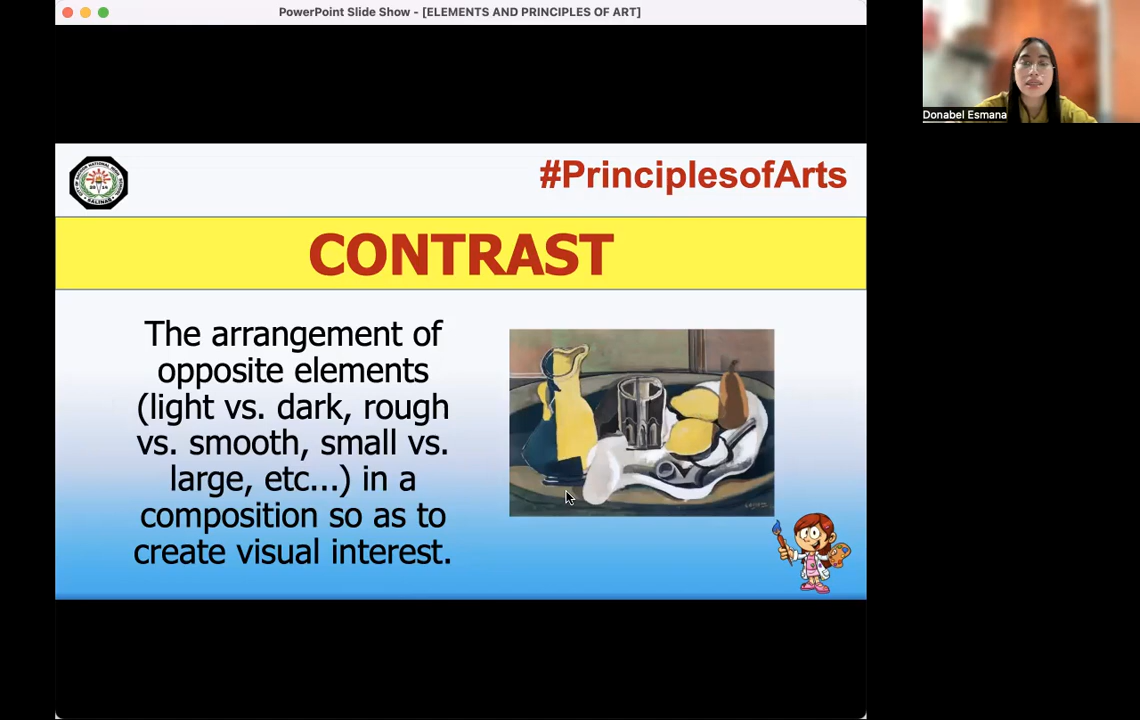 PowerPoint Slide Show - [ELEMENTS AND PRINCIPLES OF ART]
Donabel Esmana
#PrinciplesofArts
CONTRAST
The arrangement of
opposite elements
(light vs. dark, rough
vs. smooth, small vs.
large, etc...) in a
composition so as to
create visual interest.